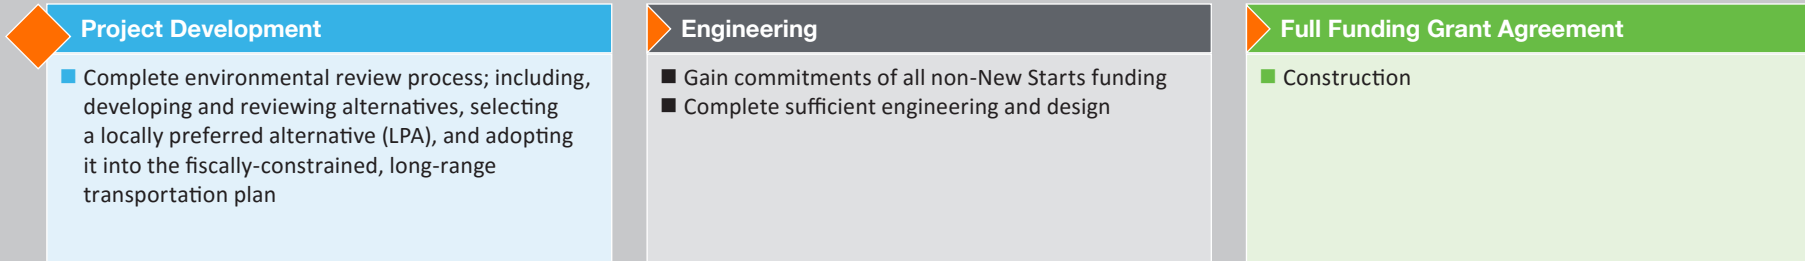 Project Development
Complete environmental review process; including,
developing and reviewing alternatives, selecting
a locally preferred alternative (LPA), and adopting
it into the fiscally-constrained, long-range
transportation plan
Engineering
Gain commitments of all non-New Starts funding
Complete sufficient engineering and design
Full Funding Grant Agreement
Construction